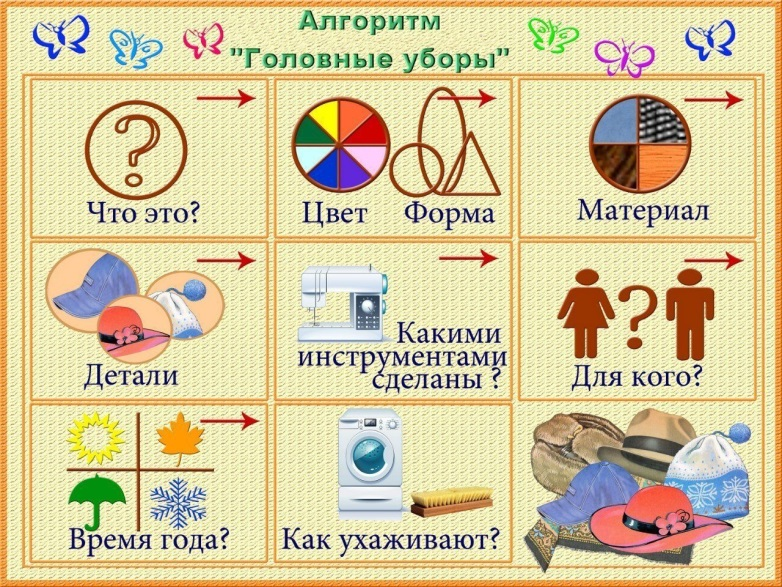 Алгоритм
"Головные уборы"
?
Что это?
Цвет Форма
Материал
Детали
Какими
инструментами
сделаны ?
?
Для кого?
Время года?
Как ухаживают?